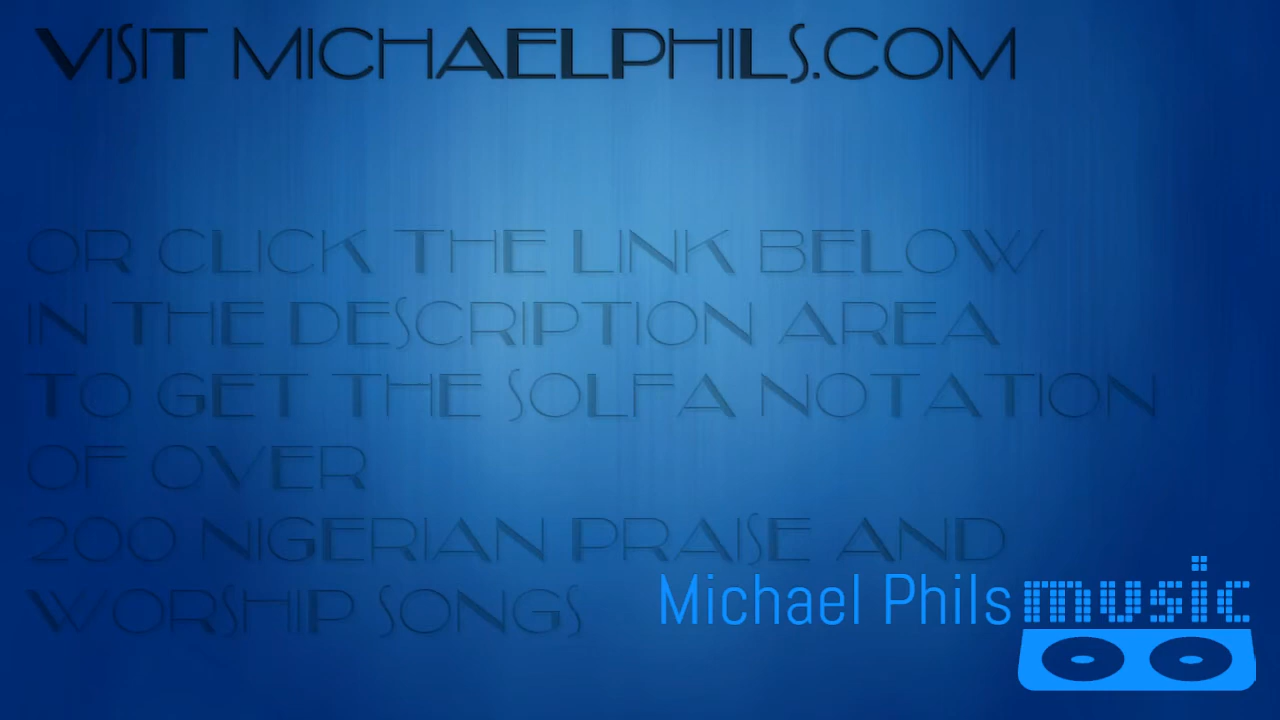 VISIT MICHAELPHILS.COM
OR CLICK THE LINK BELOW
IN THE DESCRIPTION AREA
TO GET THE SOLFA NOTATION
OF OVER
200 NIGERIAN PRAISE AND
WORSHIP SONGS
Michael Phils music